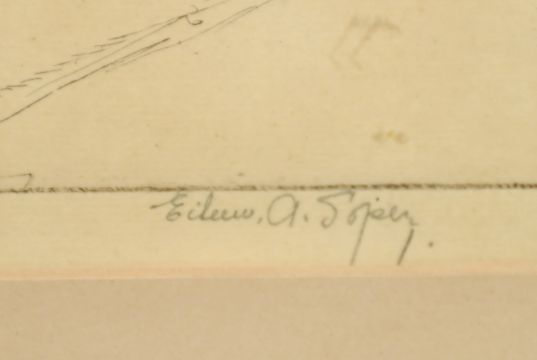 Eileen. A. Soper.